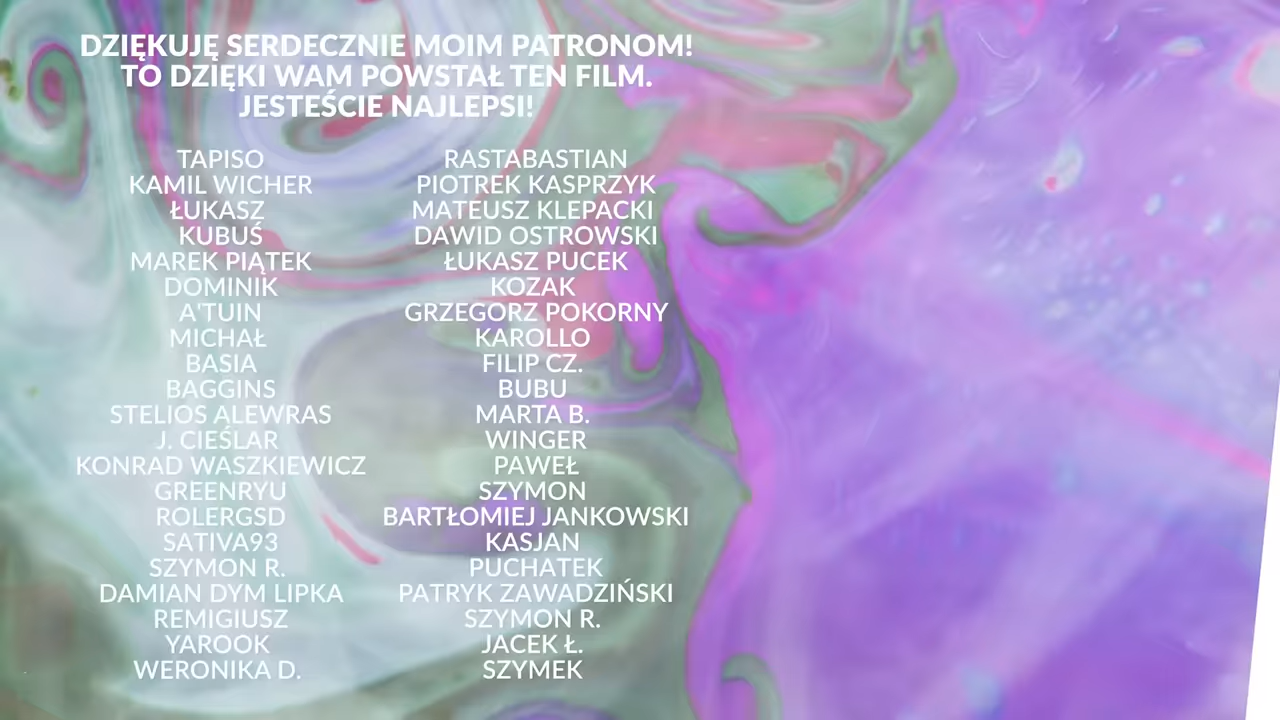 DZIĘKUJĘ SERDECZNIE MOIM PATRONOM!
TO DZIĘKI WAM POWSTAŁ TEN FILM.
JESTEŚCIE NAJLEPSI!
TAPISO
KAMIL WICHER
ŁUKASZ
KUBUŚ
MAREK PIĄTEK
DOMINIK
A'TUIN
MICHAŁ
BASIA
BAGGINS
STELIOS ALEWRAS
J. CIEŚLAR
KONRAD WASZKIEWICZ
GREENRYU
ROLERGSD
SATIVA93
SZYMON R.
DAMIAN DYM LIPKA
REMIGIUSZ
YAROOK
WERONIKA D.
RASTABASTIAN
PIOTREK KASPRZYK
MATEUSZ KLEPACKI
DAWID OSTROWSKI
ŁUKASZ PUCEK
KOZAK
GRZEGORZ POKORNY
KAROLLO
FILIP CZ.
BUBU
MARTA B.
WINGER
PAWEŁ
SZYMON
BARTŁOMIEJ JANKOWSKI
KASJAN
PUCHATEK
PATRYK ZAWADZIŃSKI
SZYMON R.
JACEK Ł.
SZYMEK